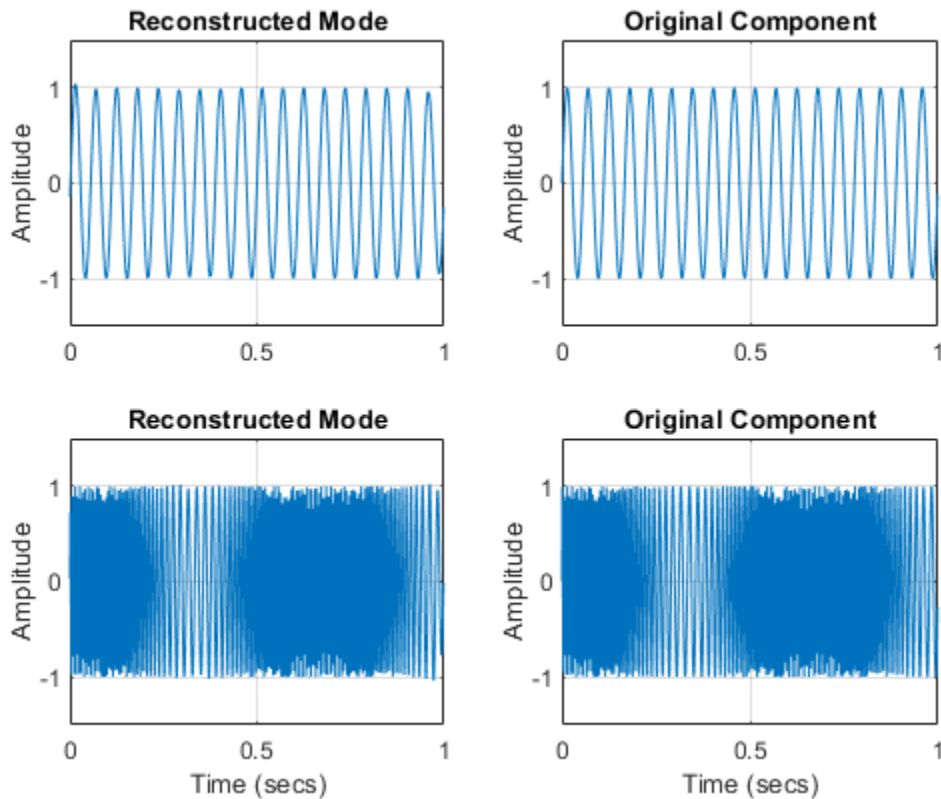 Reconstructed Mode
Amplitude
1
0
-1
0
0.5
1
Original Component
Amplitude
1
0
-1
0
0.5
1
Reconstructed Mode
Amplitude
1
0
-1
0
0.5
1
Time (secs)
Original Component
Amplitude
1
0
-1
0
0.5
1
Time (secs)